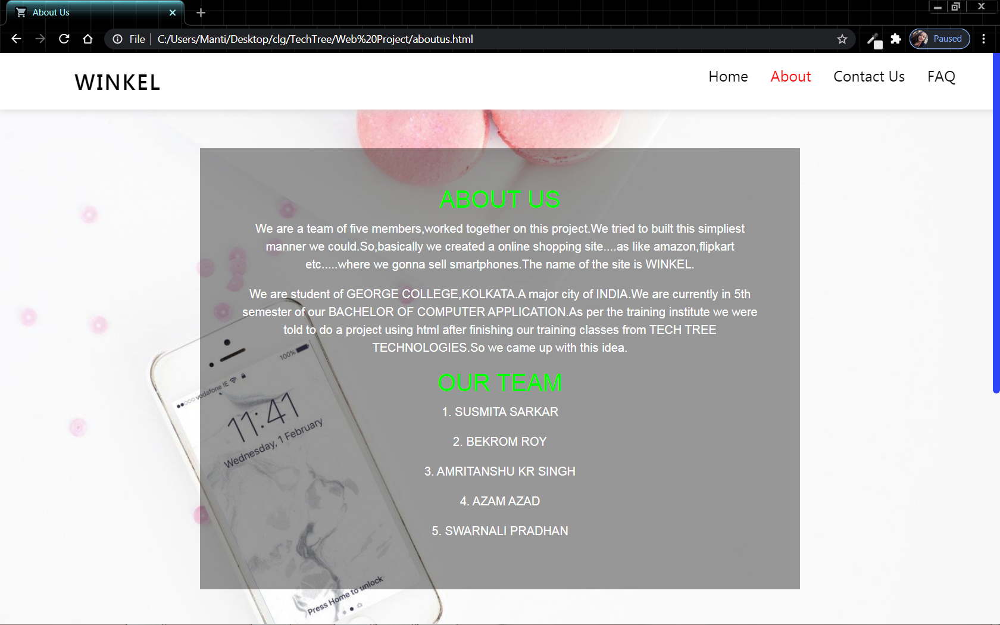 About Us
File C:/Users/Manti/Desktop/clg/TechTree/Web%20Project/aboutus.html Paused
WINKEL Home About Contact Us FAQ
ABOUT US
We are a team of five members,worked together on this project.We tried to built this simpliest
manner we could.So,basically we created a online shopping site....as like amazon,flipkart
etc.....where we gonna sell smartphones.The name of the site is WINKEL.
We are student of GEORGE COLLEGE,KOLKATA.A major city of INDIA.We are currently in 5th
semester of our BACHELOR OF COMPUTER APPLICATION.As per the training institute we were
told to do a project using html after finishing our training classes from TECH TREE
TECHNOLOGIES.So we came up with this idea.
OUR TEAM
1. SUSMITA SARKAR
2. BEKROM ROY
3. AMRITANSHU KR SINGH
4. AZAM AZAD
5. SWARNALI PRADHAN
vodafone IE 100%
11:41
Wednesday, 1 February
Press Home to unlock